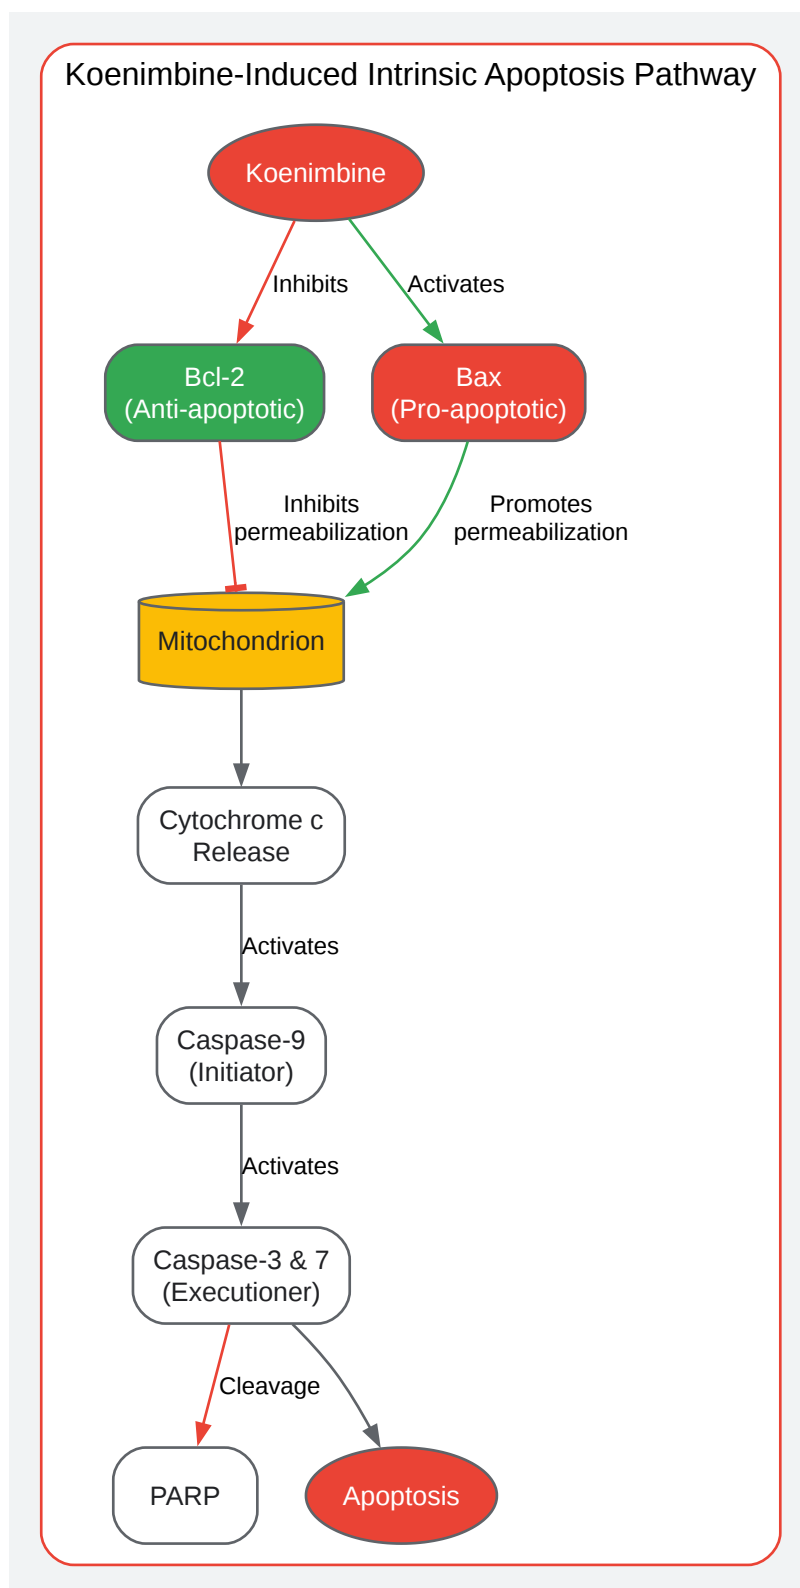 Koenimbine-Induced Intrinsic Apoptosis Pathway
Koenimbine
Inhibits
Activates
Bcl-2
(Anti-apoptotic)
Bax
(Pro-apoptotic)
Inhibits
permeabilization
Promotes
permeabilization
Mitochondrion
Cytochrome c
Release
Activates
Caspase-9
(Initiator)
Activates
Caspase-3 & 7
(Executioner)
Cleavage
PARP
Apoptosis